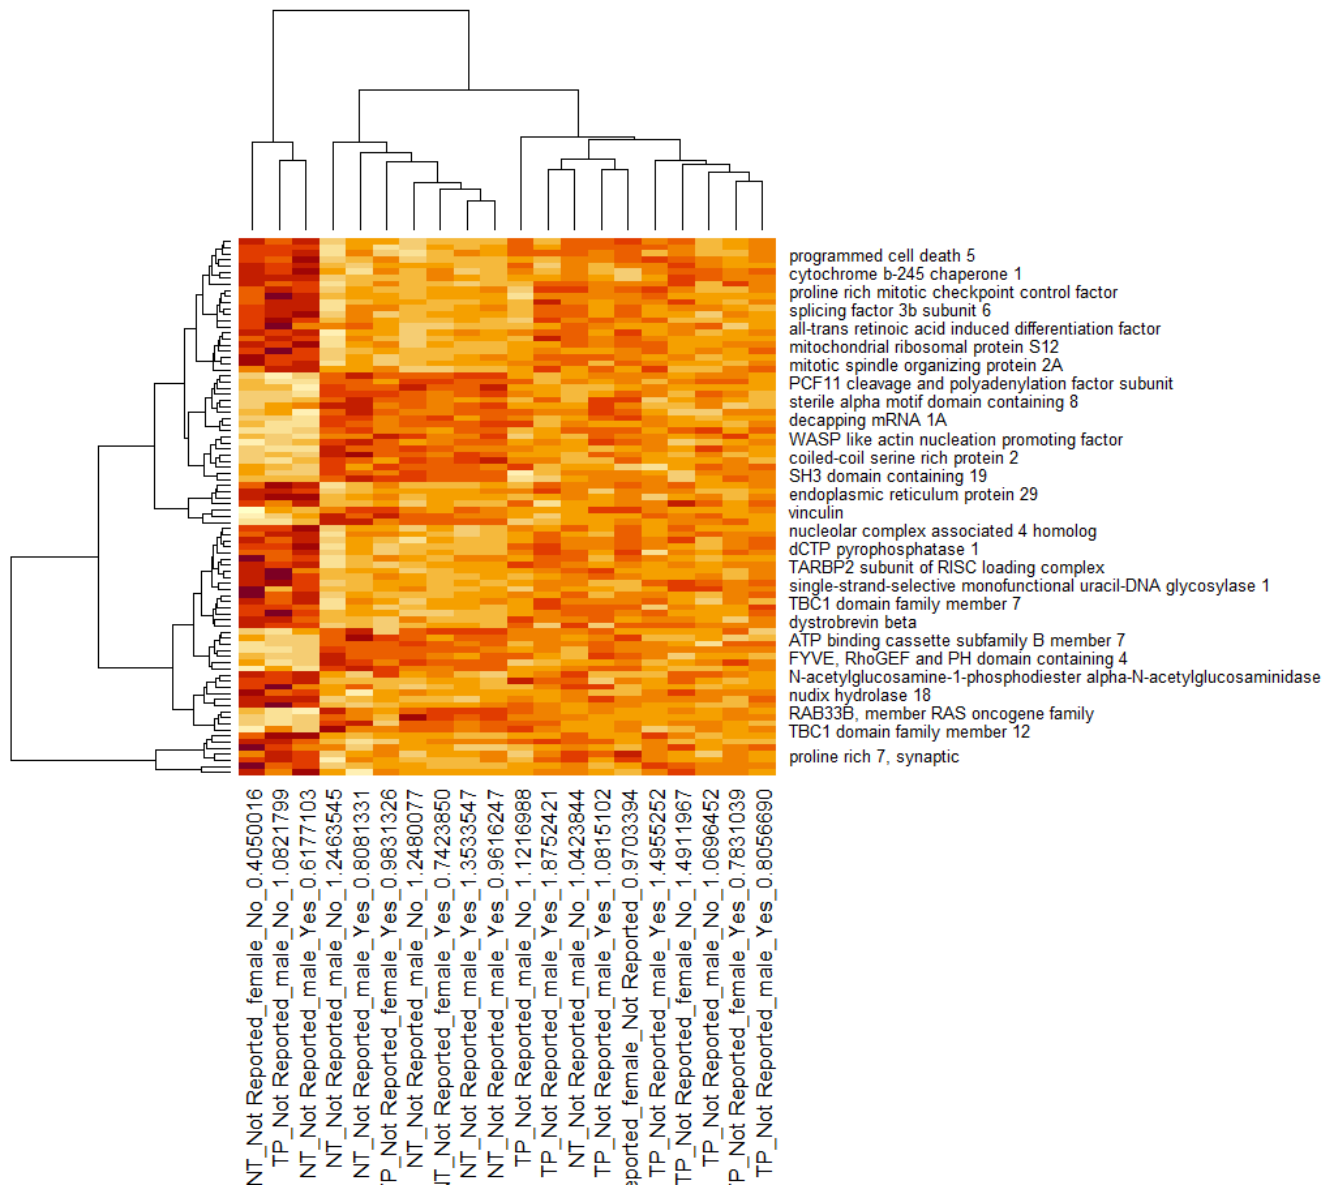 programmed cell death 5
cytochrome b-245 chaperone 1
proline rich mitotic checkpoint control factor
splicing factor 3b subunit 6
all-trans retinoic acid induced differentiation factor
mitochondrial ribosomal protein S12
mitotic spindle organizing protein 2A
PCF11 cleavage and polyadenylation factor subunit
sterile alpha motif domain containing 8
decapping mRNA 1A
WASP like actin nucleation promoting factor
coiled-coil serine rich protein 2
SH3 domain containing 19
endoplasmic reticulum protein 29
vinculin
nucleolar complex associated 4 homolog
dCTP pyrophosphatase 1
TARBP2 subunit of RISC loading complex
single-strand-selective monofunctional uracil-DNA glycosylase 1
TBC1 domain family member 7
dystrobrevin beta
ATP binding cassette subfamily B member 7
FYVE, RhoGEF and PH domain containing 4
N-acetylglucosamine-1-phosphodiester alpha-N-acetylglucosaminidase
nudix hydrolase 18
RAB33B, member RAS oncogene family
TBC1 domain family member 12
proline rich 7, synaptic
NT_Not Reported_female_No_0.4050016
TP_Not Reported_male_No_1.0821799
NT_Not Reported_male_Yes_0.6177103
NT_Not Reported_male_No_1.2463545
NT_Not Reported_male_Yes_0.8081331
TP_Not Reported_female_Yes_0.9831326
NT_Not Reported_male_No_1.2480077
NT_Not Reported_female_Yes_0.7423850
NT_Not Reported_male_Yes_1.3533547
NT_Not Reported_male_Yes_0.9616247
TP_Not Reported_male_No_1.1216988
TP_Not Reported_male_Yes_1.8752421
NT_Not Reported_male_No_1.0423844
TP_Not Reported_male_Yes_1.0815102
eported_female_Not Reported_0.9703394
TP_Not Reported_male_Yes_1.4955252
TP_Not Reported_female_No_1.4911967
TP_Not Reported_male_No_1.0696452
TP_Not Reported_female_Yes_0.7831039
TP_Not Reported_male_Yes_0.8056690